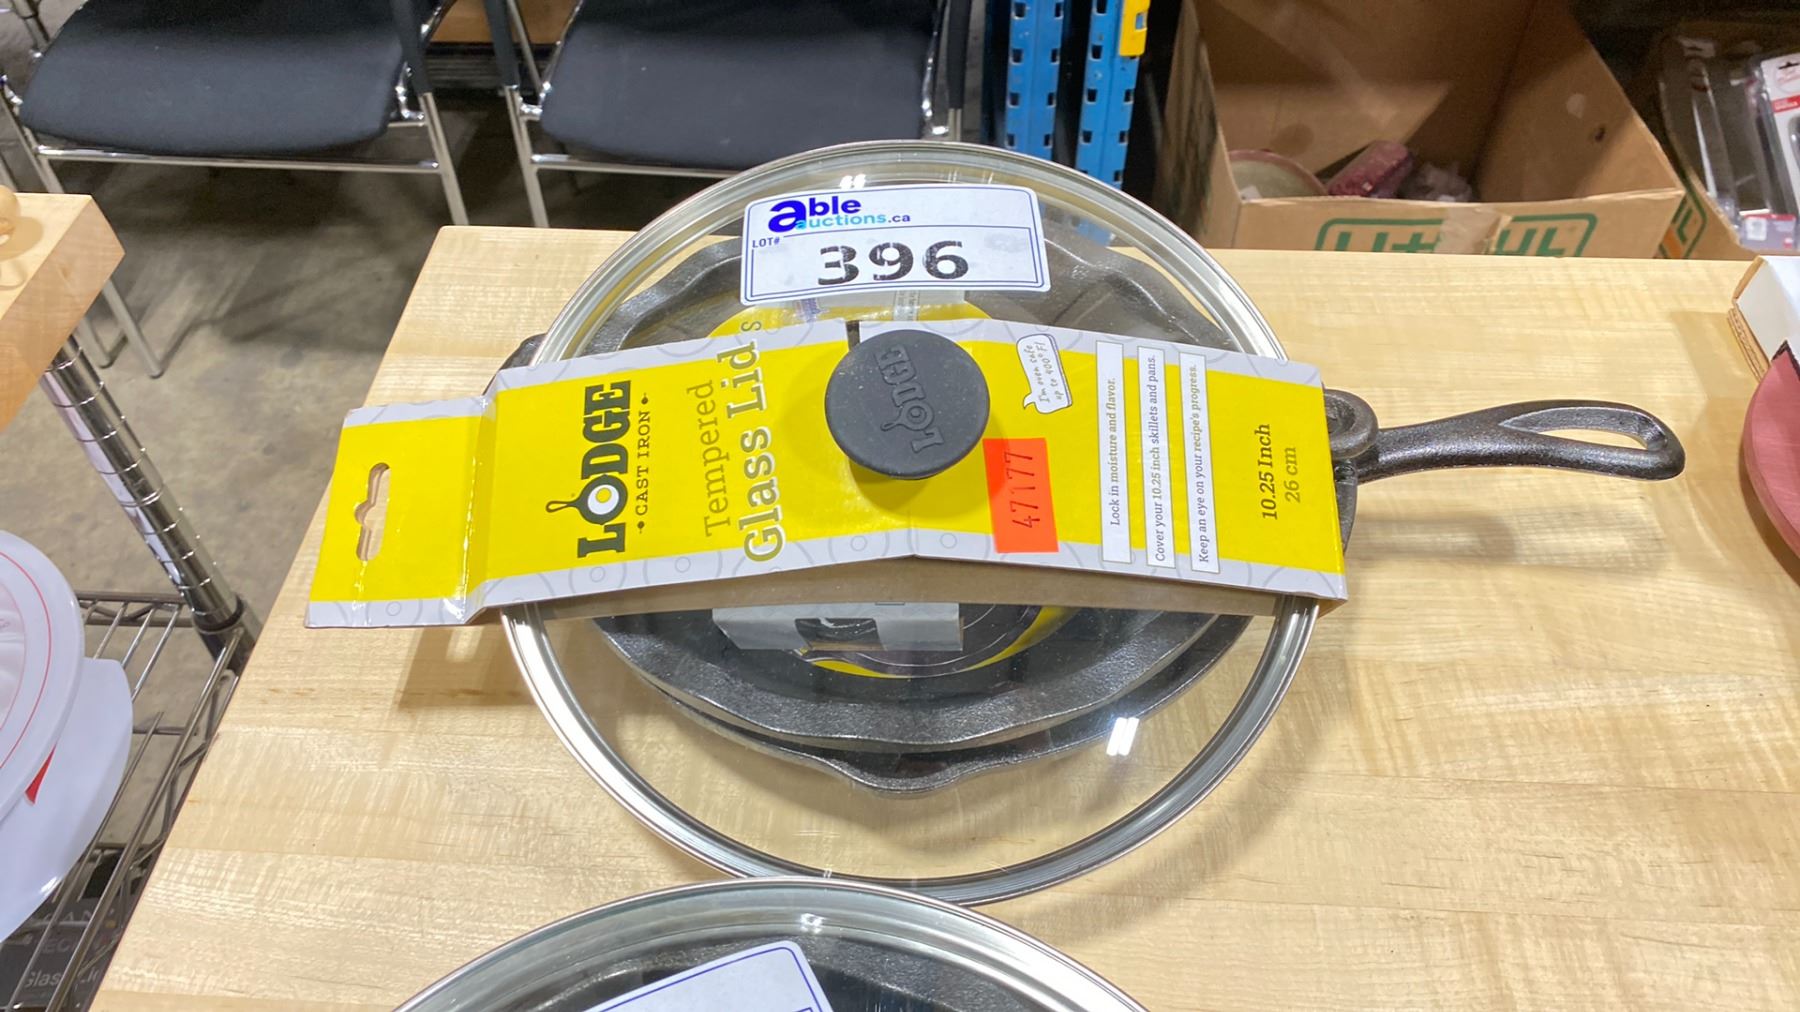 able
auctions.ca
LOT#
396
LODGE
CAST IRON
Tempered
Glass Lid
LODGE
I'm oven safe
up to 400°F!
47177
Lock in moisture and flavor.
Cover your 10.25 inch skillets and pans.
Keep an eye on your recipe's progress.
10.25 Inch
26 cm